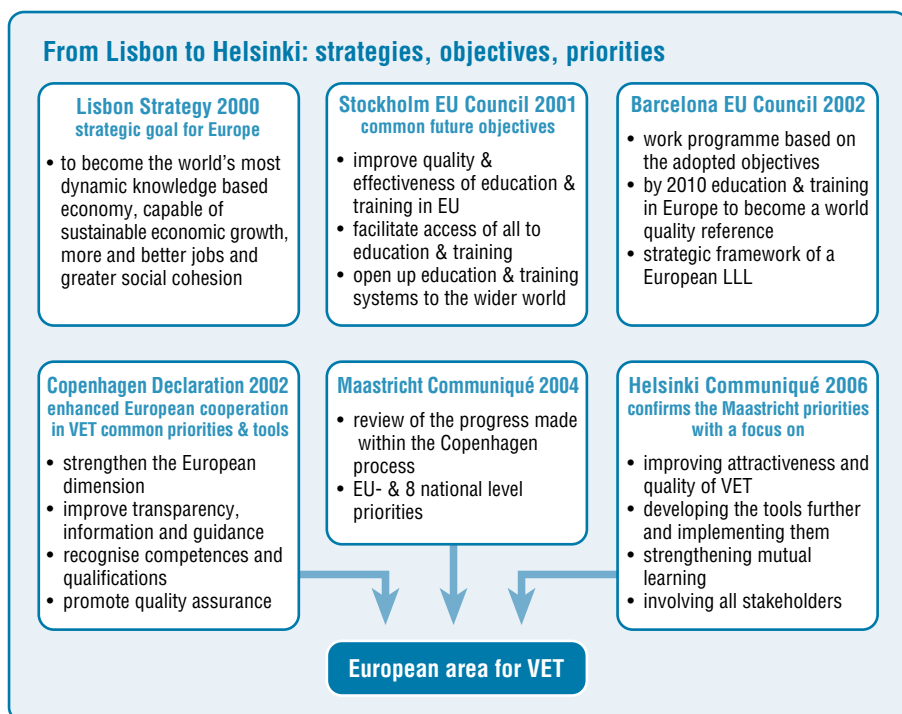 From Lisbon to Helsinki: strategies, objectives, priorities
Lisbon Strategy 2000
strategic goal for Europe
• to become the world's most
dynamic knowledge based
economy, capable of
sustainable economic growth,
more and better jobs and
greater social cohesion
Stockholm EU Council 2001
common future objectives
• improve quality &
effectiveness of education &
training in EU
• facilitate access of all to
education & training
• open up education & training
systems to the wider world
Barcelona EU Council 2002
• work programme based on
the adopted objectives
• by 2010 education & training
in Europe to become a world
quality reference
• strategic framework of a
European LLL
Copenhagen Declaration 2002
enhanced European cooperation
in VET common priorities & tools
• strengthen the European
dimension
• improve transparency,
information and guidance
• recognise competences and
qualifications
• promote quality assurance
Maastricht Communiqué 2004
• review of the progress made
within the Copenhagen
process
• EU- & 8 national level
priorities
Helsinki Communiqué 2006
confirms the Maastricht priorities
with a focus on
• improving attractiveness and
quality of VET
• developing the tools further
and implementing them
• strengthening mutual
learning
• involving all stakeholders
European area for VET